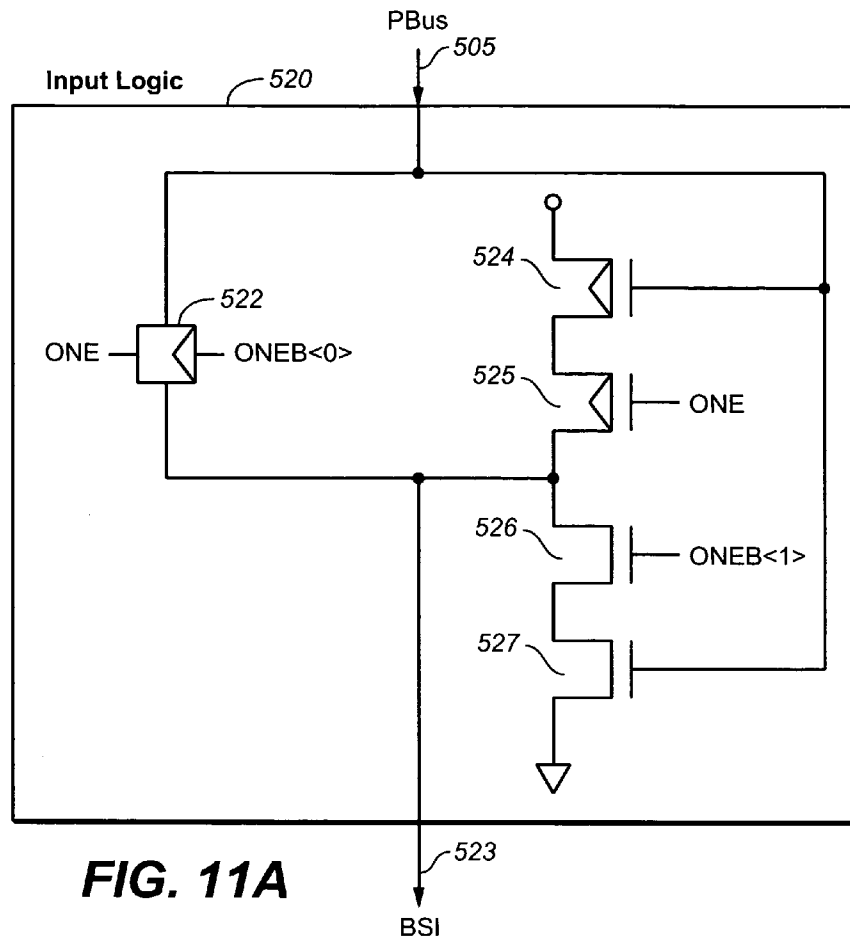 PBus
505
Input Logic
520
524
522
ONE
ONEB<0>
525
ONE
526
ONEB<1>
527
523
FIG. 11A
BSI